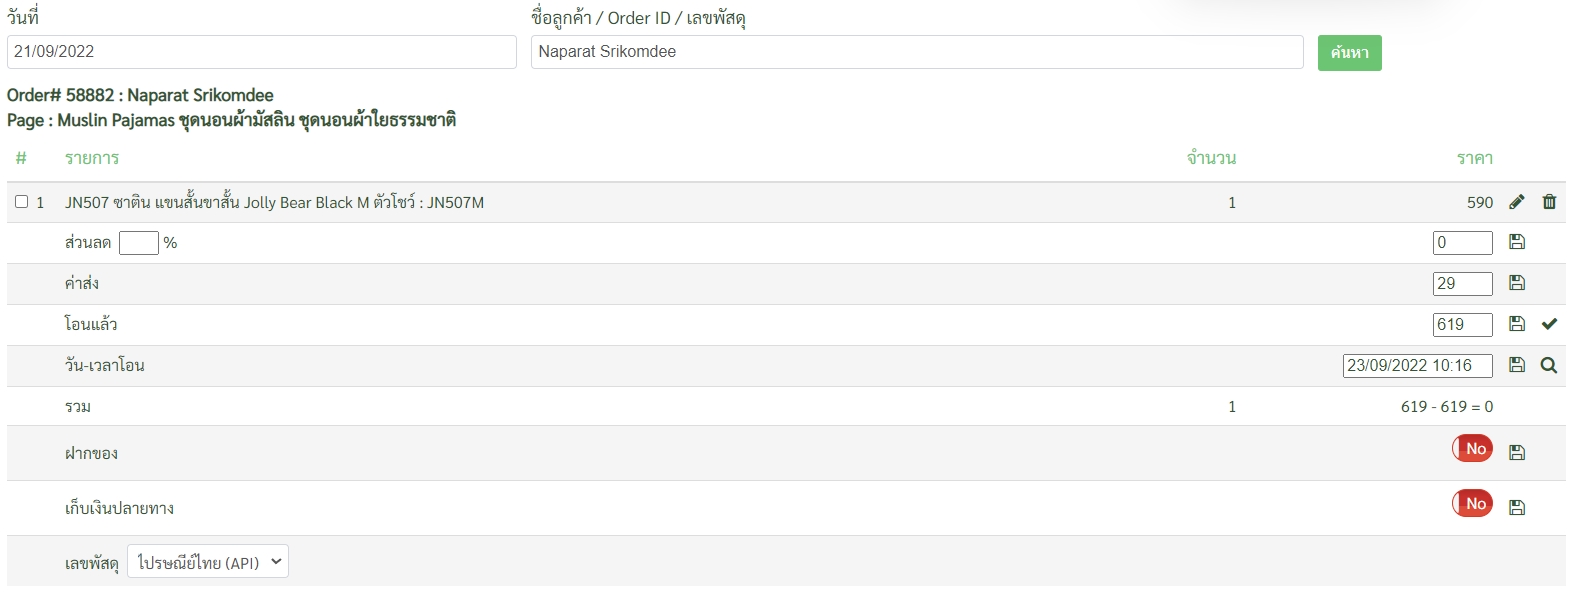 วันที่
ชื่อลูกค้า / Order ID / เลขพัสดุ
21/09/2022
Naparat Srikomdee
ค้นหา
Order# 58882 : Naparat Srikomdee
Page : Muslin Pajamas ชุดนอนผ้ามัสลิน ชุดนอนผ้าใยธรรมชาติ
# รายการ จำนวน ราคา
1 JN507 ซาติน แขนสั้นขาสั้น Jolly Bear Black M ตัวโชว์ : JN507M 1 590
ส่วนลด % 0
ค่าส่ง 29
โอนแล้ว 619
วัน-เวลาโอน 23/09/2022 10:16
รวม 1 619 - 619 = 0
ฝากของ No
เก็บเงินปลายทาง No
เลขพัสดุ ไปรษณีย์ไทย (API)